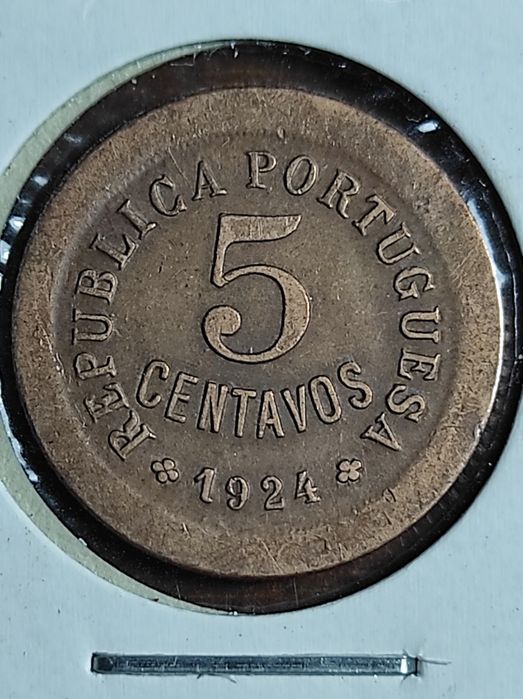 REPUBLICA PORTUGUESA
5
CENTAVOS
1924